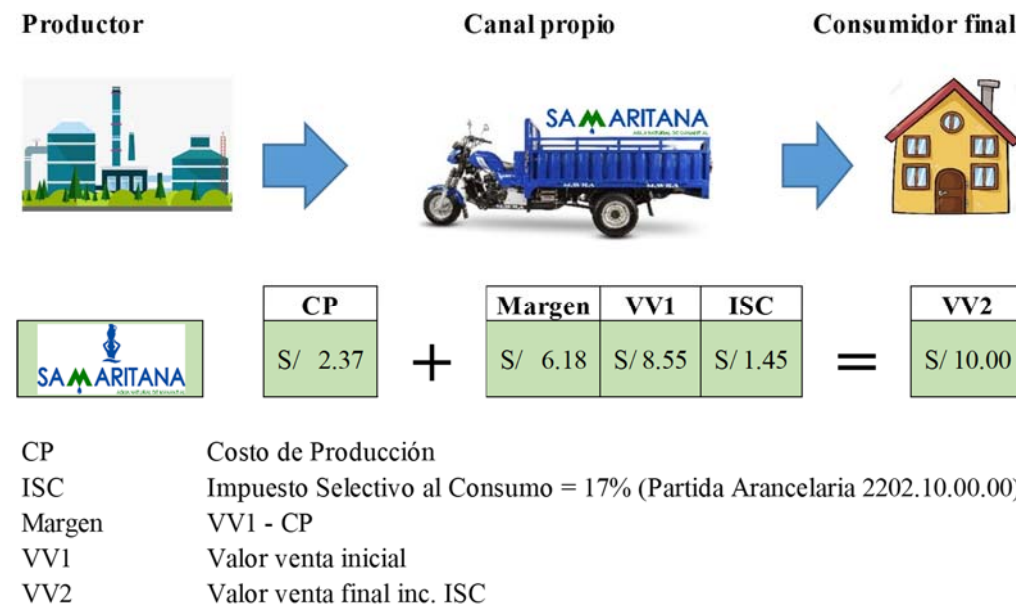 Productor Canal propio Consumidor final
SAMARITANA
CP Margen VV1 ISC VV2
SAMARITANA S/ 2.37 + S/ 6.18 S/ 8.55 S/ 1.45 = S/ 10.00
CP Costo de Producción
ISC Impuesto Selectivo al Consumo = 17% (Partida Arancelaria 2202.10.00.00)
Margen VV1 - CP
VV1 Valor venta inicial
VV2 Valor venta final inc. ISC